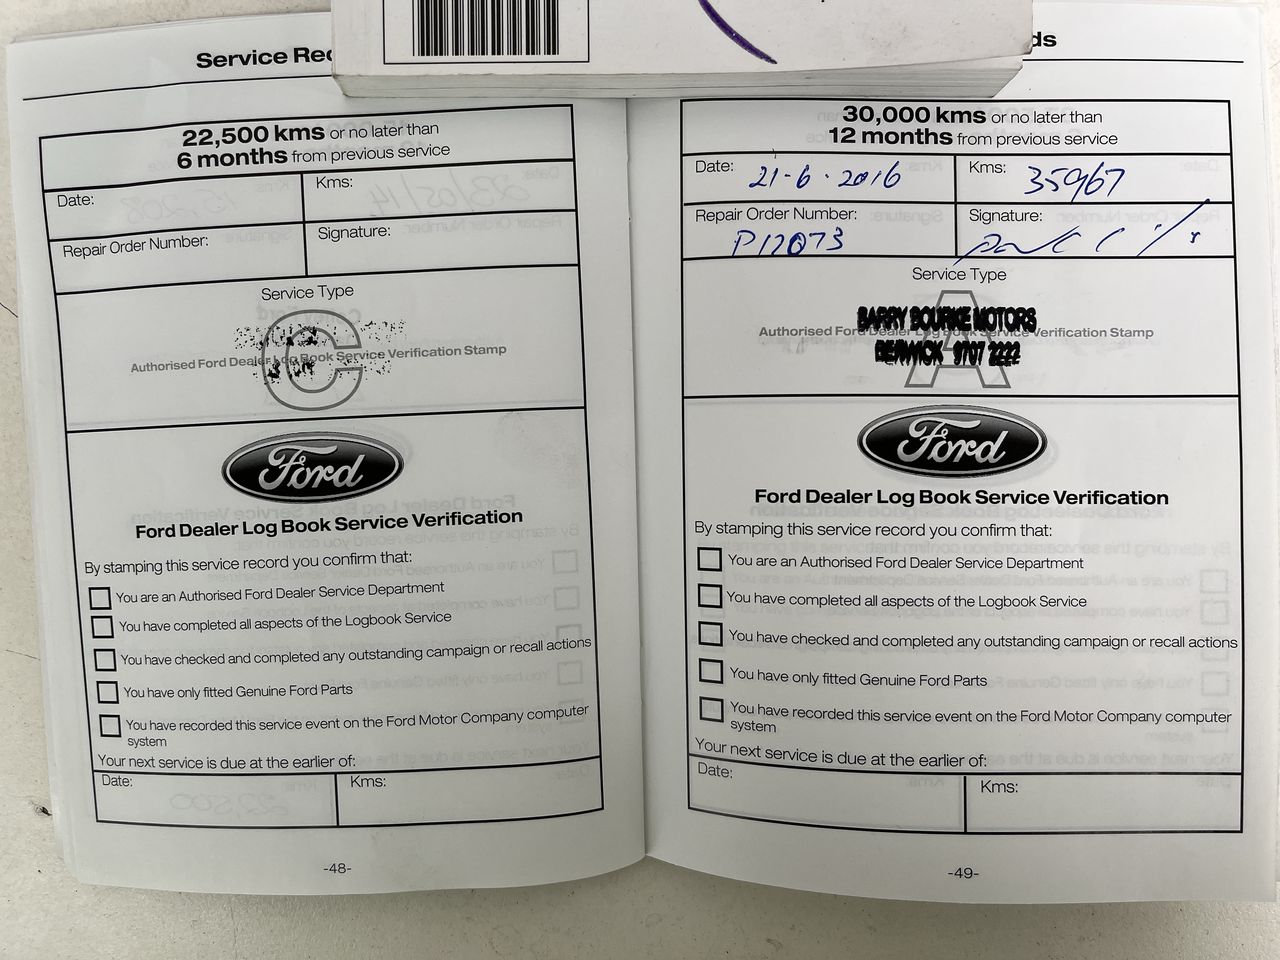 Service Rec
22,500 kms or no later than
6 months from previous service
Date:
Kms:
Repair Order Number:
Signature:
Service Type
C
Authorised Ford Dealer Log Book Service Verification Stamp
Ford
Ford Dealer Log Book Service Verification
By stamping this service record you confirm that:
You are an Authorised Ford Dealer Service Department
You have completed all aspects of the Logbook Service
You have checked and completed any outstanding campaign or recall actions
You have only fitted Genuine Ford Parts
You have recorded this service event on the Ford Motor Company computer
system
Your next service is due at the earlier of:
Date:
Kms:
-48-
ds
30,000 kms or no later than
12 months from previous service
Date: 21-6-2016
Kms: 35967
Repair Order Number:
P17073
Signature:
Service Type
A
BARRY BOURKE MOTORS
Authorised Ford Dealer Log Book Service Verification Stamp
BERWICK 9707 2222
Ford
Ford Dealer Log Book Service Verification
By stamping this service record you confirm that:
You are an Authorised Ford Dealer Service Department
You have completed all aspects of the Logbook Service
You have checked and completed any outstanding campaign or recall actions
You have only fitted Genuine Ford Parts
You have recorded this service event on the Ford Motor Company computer
system
Your next service is due at the earlier of:
Date:
Kms:
-49-